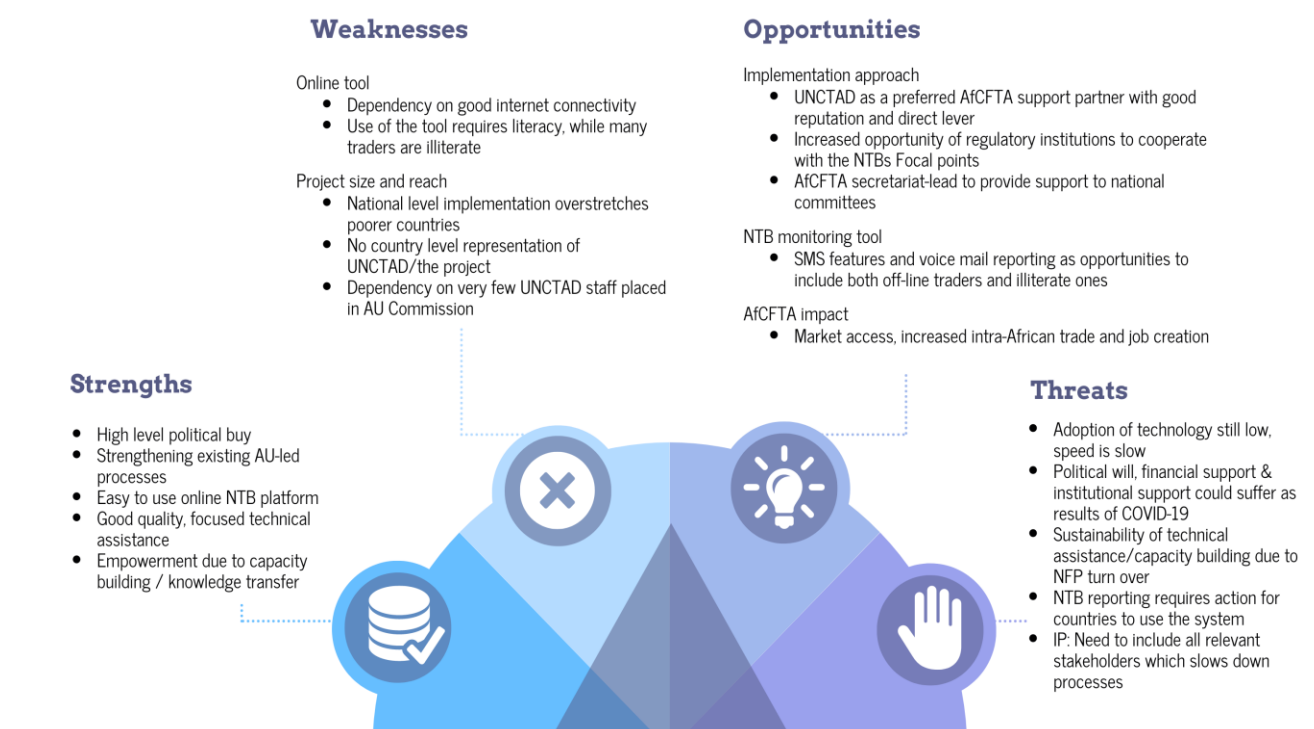 Weaknesses
Online tool
● Dependency on good internet connectivity
● Use of the tool requires literacy, while many
traders are illiterate
Project size and reach
● National level implementation overstretches
poorer countries
● No country level representation of
UNCTAD/the project
● Dependency on very few UNCTAD staff placed
in AU Commission
Opportunities
Implementation approach
● UNCTAD as a preferred AfCFTA support partner with good
reputation and direct lever
● Increased opportunity of regulatory institutions to cooperate
with the NTBs Focal points
● AfCFTA secretariat-lead to provide support to national
committees
NTB monitoring tool
● SMS features and voice mail reporting as opportunities to
include both off-line traders and illiterate ones
AfCFTA impact
● Market access, increased intra-African trade and job creation
Strengths
● High level political buy
● Strengthening existing AU-led
processes
● Easy to use online NTB platform
● Good quality, focused technical
assistance
● Empowerment due to capacity
building / knowledge transfer
Threats
● Adoption of technology still low,
speed is slow
● Political will, financial support &
institutional support could suffer as
results of COVID-19
● Sustainability of technical
assistance/capacity building due to
NFP turn over
● NTB reporting requires action for
countries to use the system
● IP: Need to include all relevant
stakeholders which slows down
processes